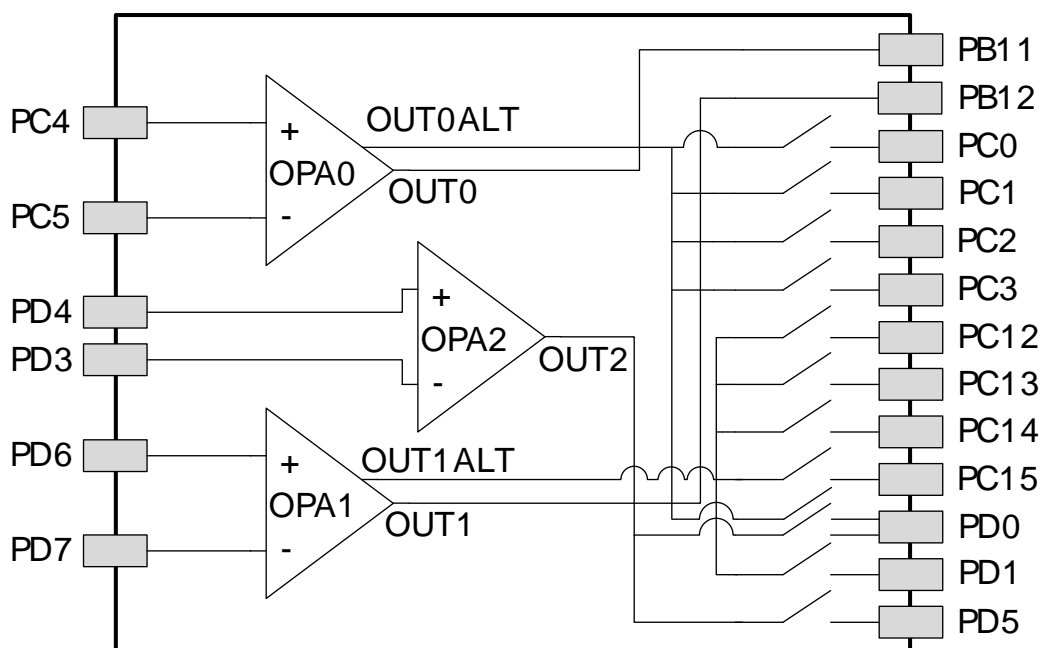 PB11
PB12
PC4
+
OUT0ALT
PC0
OPA0
OUT0
PC1
PC5
-
PC2
PD4
+
PC3
OPA2
OUT2
PC12
PD3
-
PC13
PC14
PD6
+
OUT1ALT
PC15
OPA1
OUT1
PD0
PD7
-
PD1
PD5